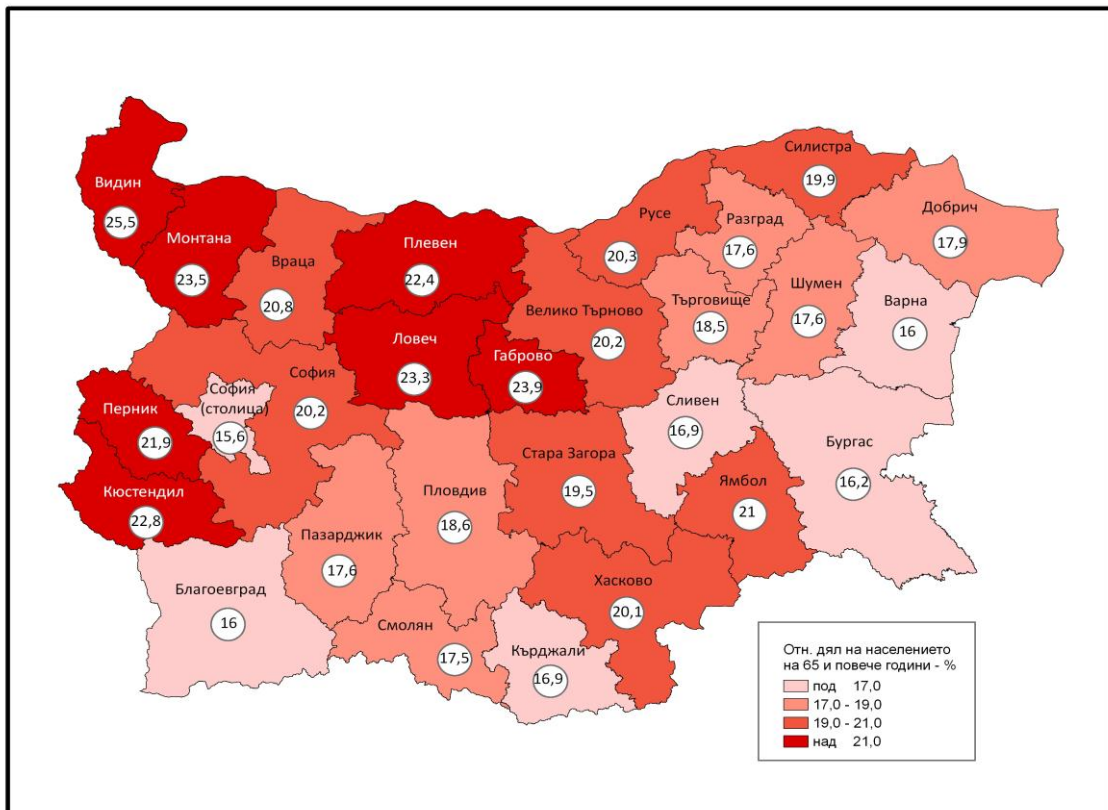 Видин
25,5
Монтана
23,5
Враца
20,8
Плевен
22,4
Ловеч
23,3
Габрово
23,9
Велико Търново
20,2
Русе
20,3
Силистра
19,9
Разград
17,6
Добрич
17,9
Търговище
18,5
Шумен
17,6
Варна
16
София
20,2
София
(столица)
15,6
Перник
21,9
Кюстендил
22,8
Благоевград
16
Пазарджик
17,6
Пловдив
18,6
Стара Загора
19,5
Сливен
16,9
Ямбол
21
Бургас
16,2
Хасково
20,1
Смолян
17,5
Кърджали
16,9
Отн. дял на населението
на 65 и повече години - %
под 17,0
17,0 - 19,0
19,0 - 21,0
над 21,0